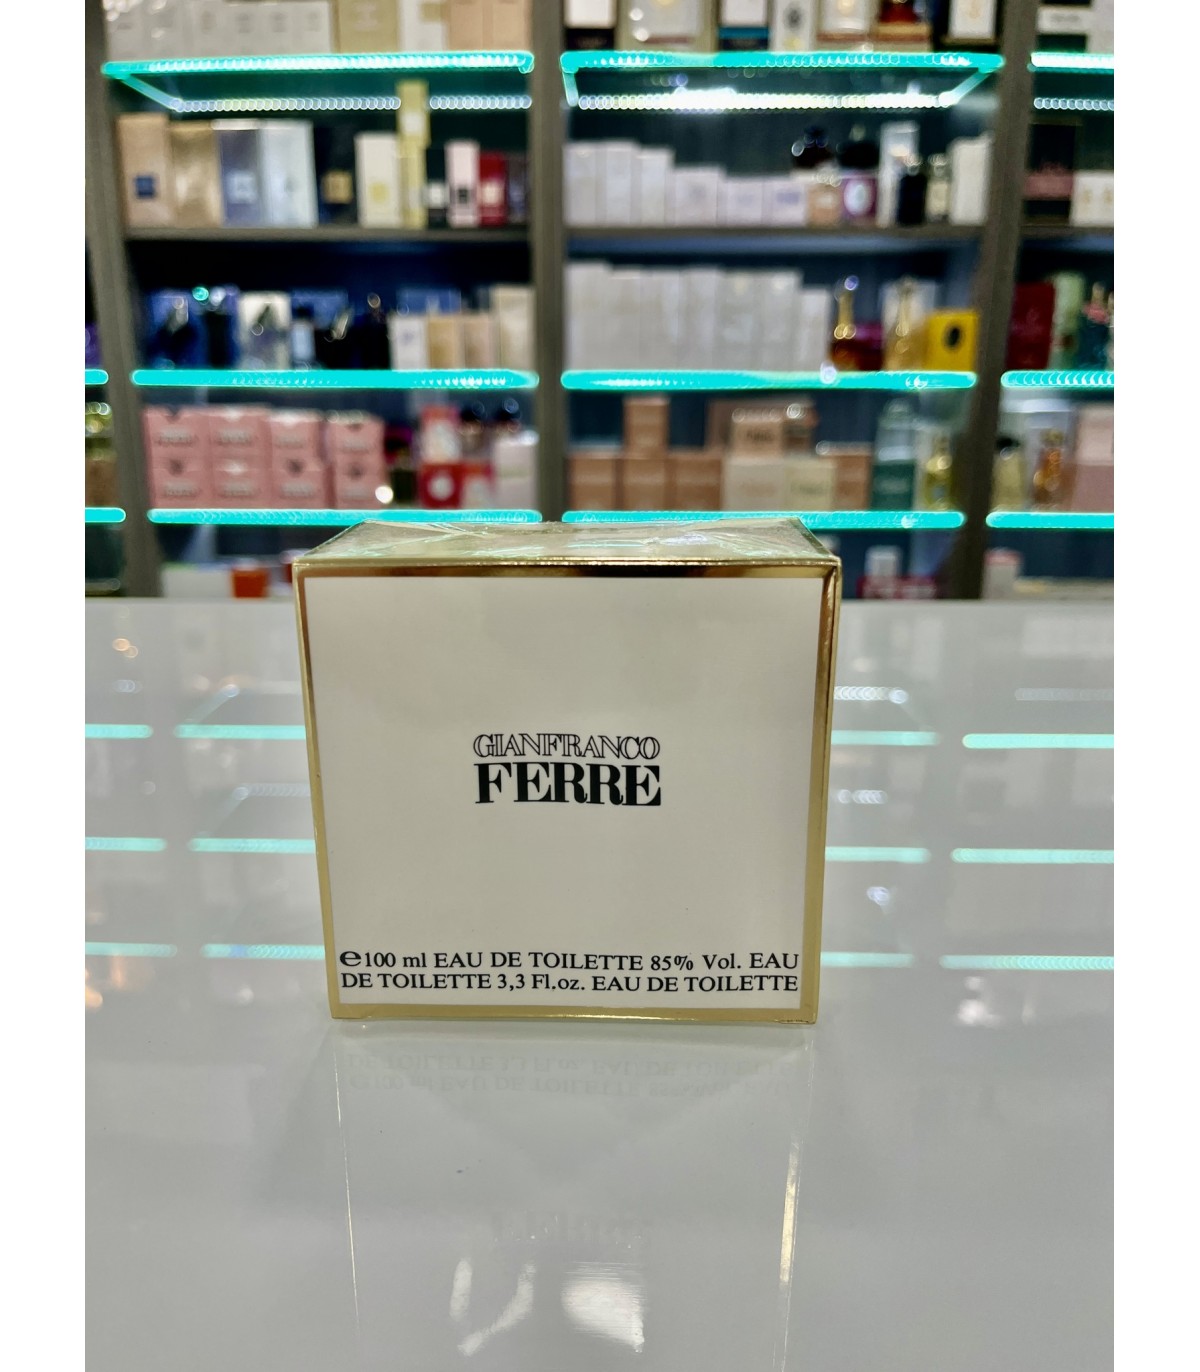 GIANFRANCO
FERRE
℮100 ml EAU DE TOILETTE 85% Vol. EAU
DE TOILETTE 3,3 Fl.oz. EAU DE TOILETTE